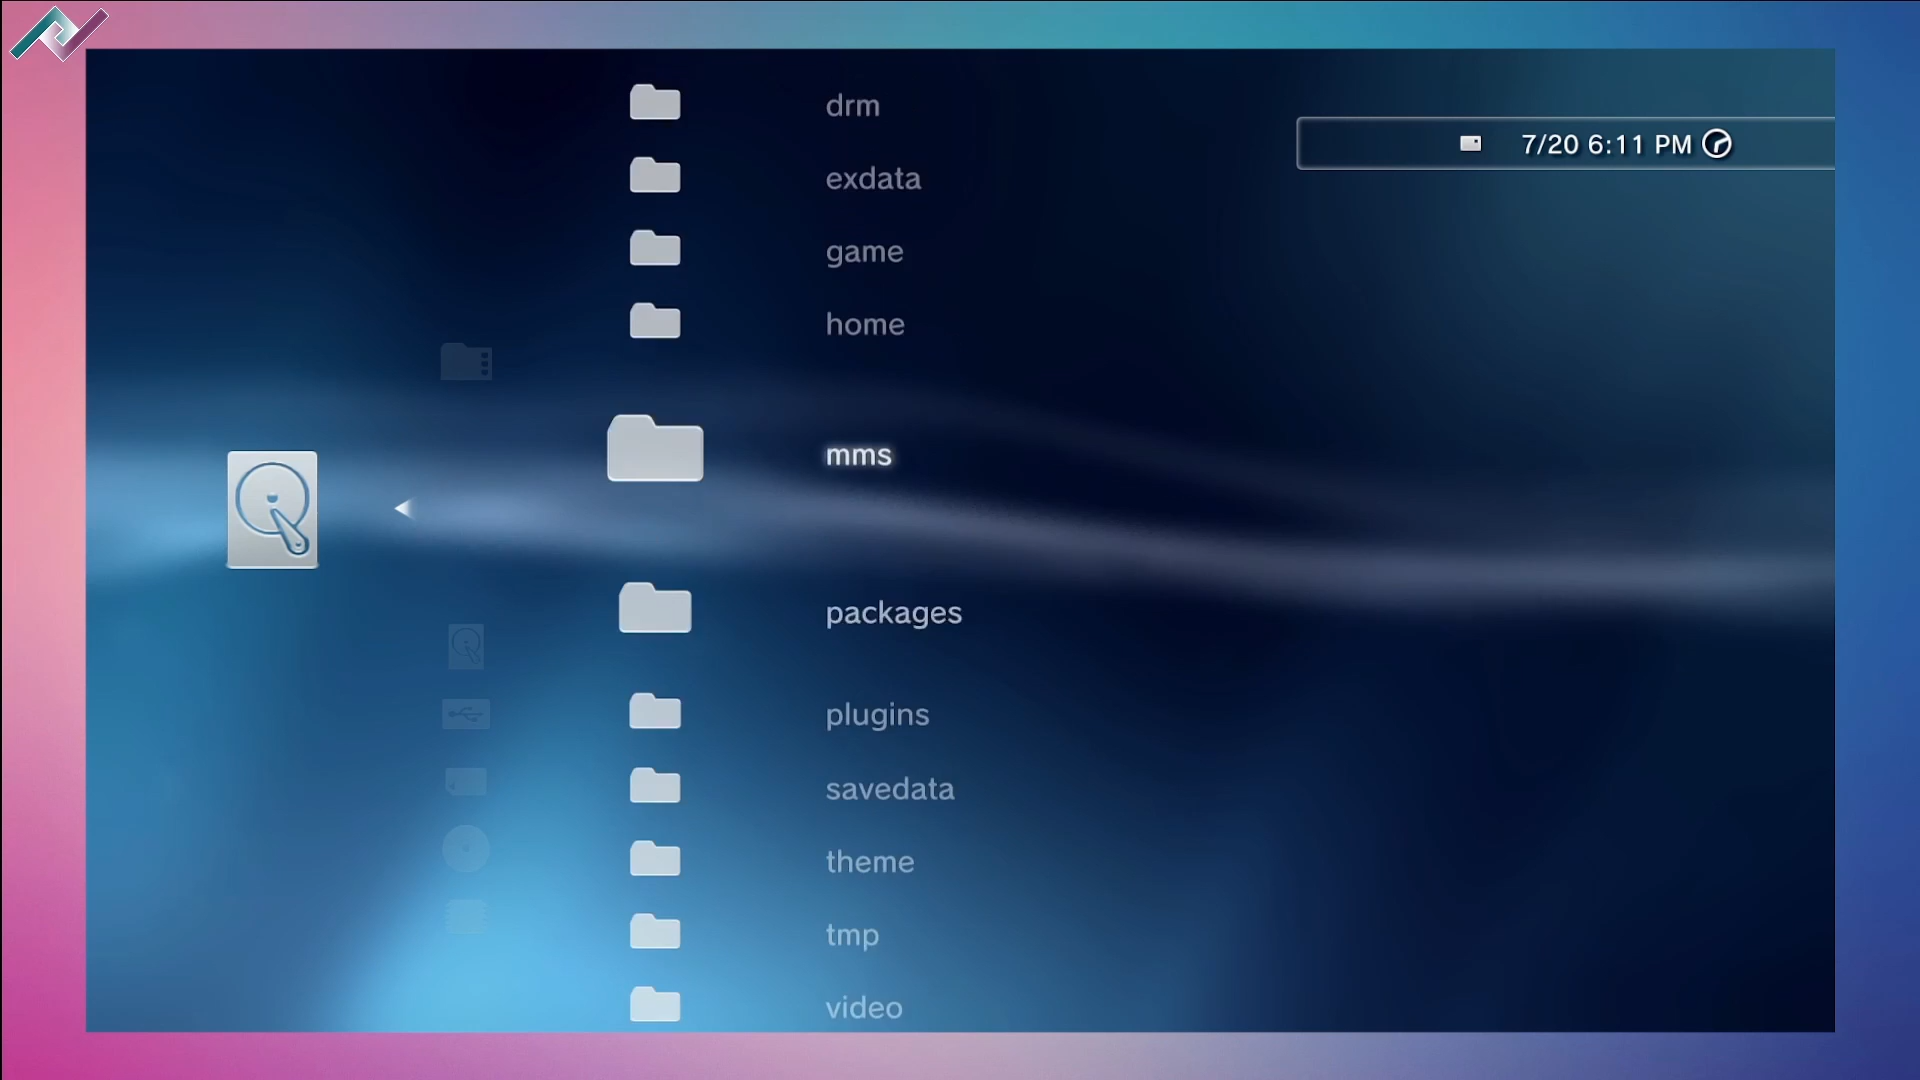 drm
7/20 6:11 PM
exdata
game
home
mms
packages
plugins
savedata
theme
tmp
video